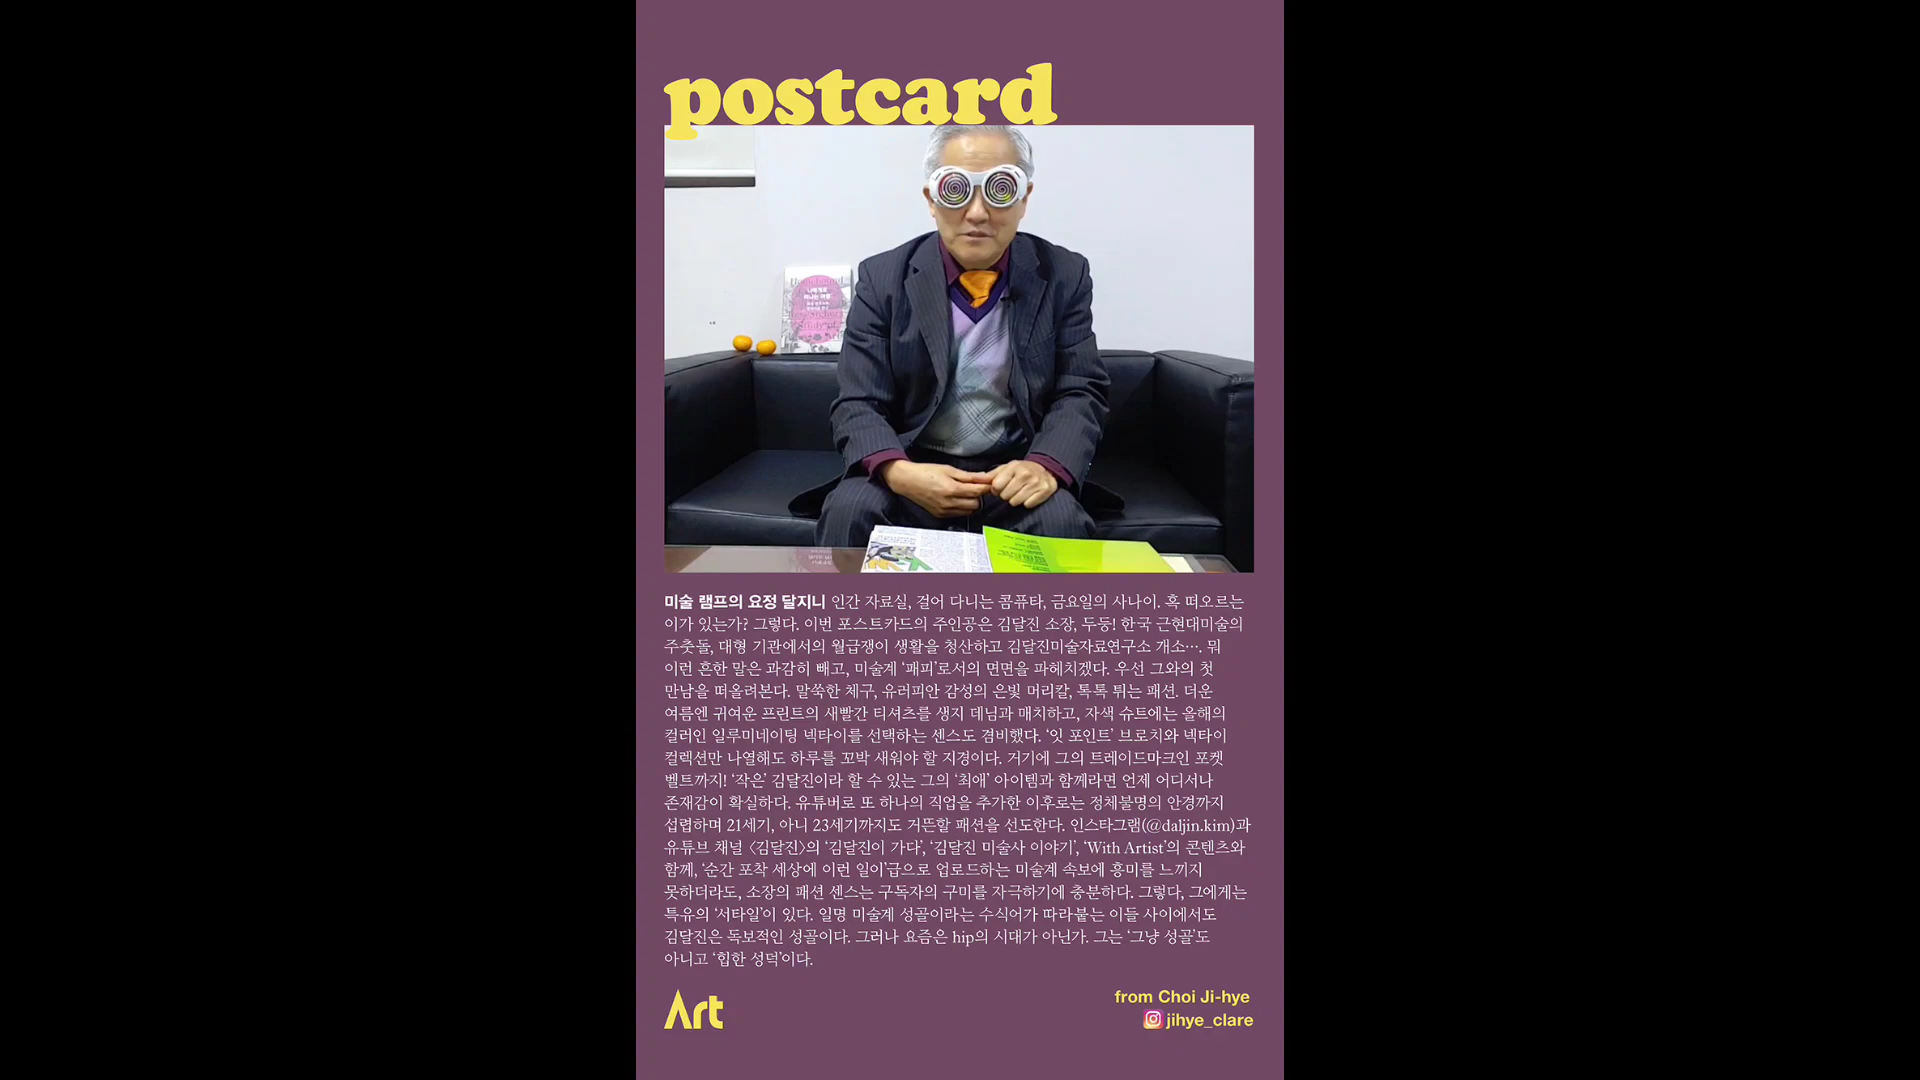 postcard
나에게로
떠나는 여행
미술 램프의 요정 달지니 인간 자료실, 걸어 다니는 콤퓨타, 금요일의 사나이. 혹 떠오르는
이가 있는가? 그렇다. 이번 포스트카드의 주인공은 김달진 소장, 두둥! 한국 근현대미술의
주춧돌, 대형 기관에서의 월급쟁이 생활을 청산하고 김달진미술자료연구소 개소…. 뭐
이런 흔한 말은 과감히 빼고, 미술계 ‘패피’로서의 면면을 파헤치겠다. 우선 그와의 첫
만남을 떠올려본다. 말쑥한 체구, 유러피안 감성의 은빛 머리칼, 톡톡 튀는 패션. 더운
여름엔 귀여운 프린트의 새빨간 티셔츠를 생지 데님과 매치하고, 자색 슈트에는 올해의
컬러인 일루미네이팅 넥타이를 선택하는 센스도 겸비했다. ‘잇 포인트’ 브로치와 넥타이
컬렉션만 나열해도 하루를 꼬박 새워야 할 지경이다. 거기에 그의 트레이드마크인 포켓
벨트까지! ‘작은’ 김달진이라 할 수 있는 그의 ‘최애’ 아이템과 함께라면 언제 어디서나
존재감이 확실하다. 유튜버로 또 하나의 직업을 추가한 이후로는 정체불명의 안경까지
섭렵하며 21세기, 아니 23세기까지도 거뜬할 패션을 선도한다. 인스타그램(@daljin.kim)과
유튜브 채널 〈김달진〉의 ‘김달진이 가다’, ‘김달진 미술사 이야기’, ‘With Artist’의 콘텐츠와
함께, ‘순간 포착 세상에 이런 일이’급으로 업로드하는 미술계 속보에 흥미를 느끼지
못하더라도, 소장의 패션 센스는 구독자의 구미를 자극하기에 충분하다. 그렇다, 그에게는
특유의 ‘서타일’이 있다. 일명 미술계 성골이라는 수식어가 따라붙는 이들 사이에서도
김달진은 독보적인 성골이다. 그러나 요즘은 hip의 시대가 아닌가. 그는 ‘그냥 성골’도
아니고 ‘힙한 성덕’이다.
Art
from Choi Ji-hye
jihye_clare